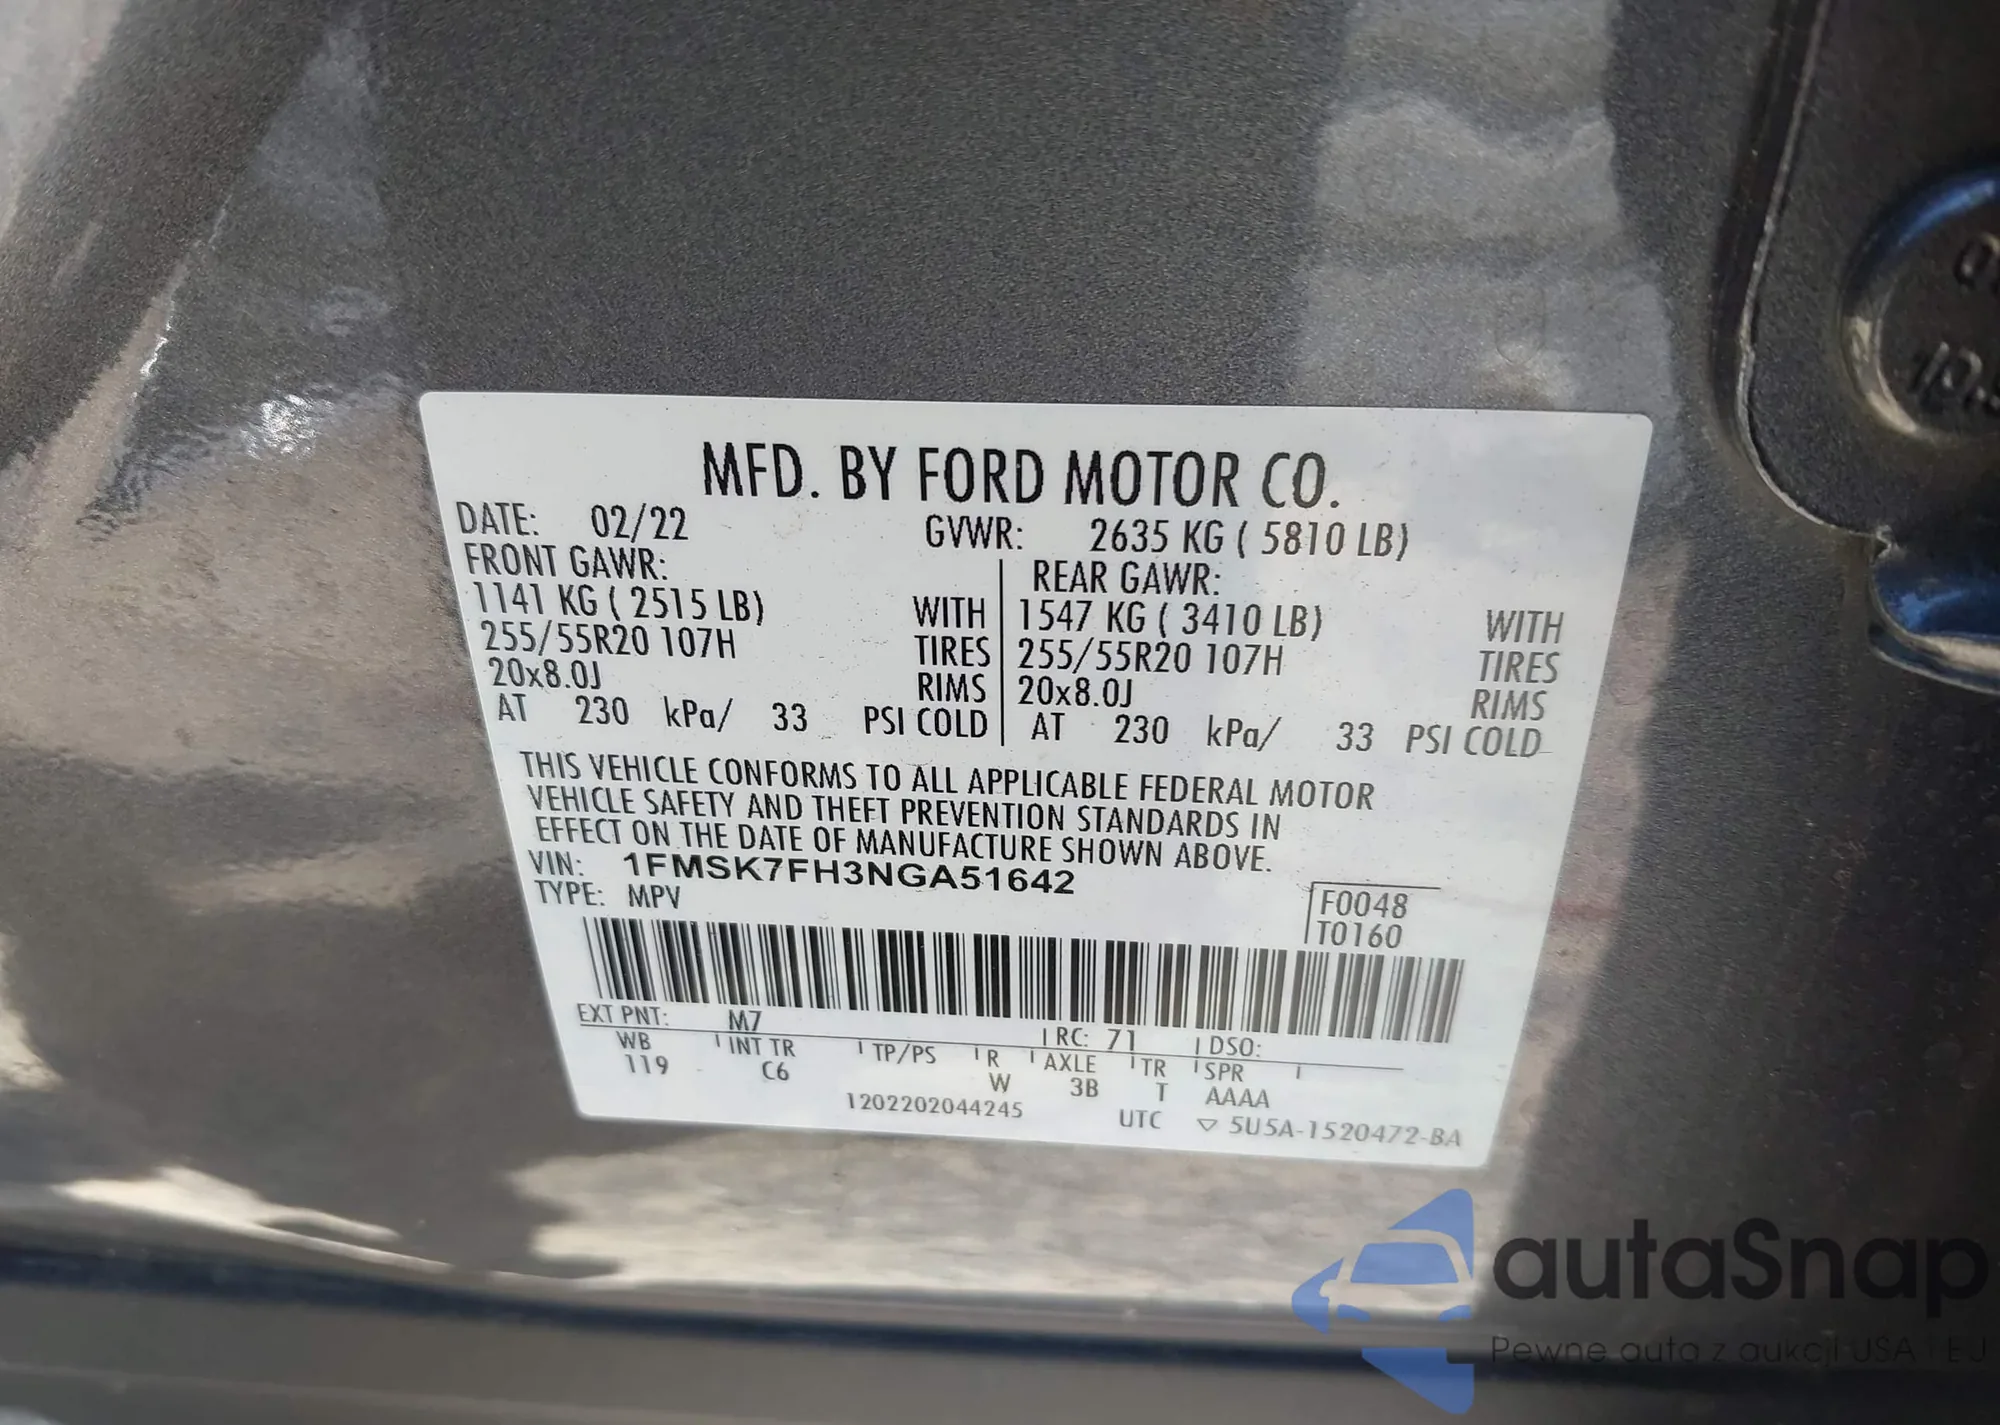 MFD. BY FORD MOTOR CO.
DATE: 02/22 GVWR: 2635 KG ( 5810 LB)
FRONT GAWR: REAR GAWR:
1141 KG ( 2515 LB) WITH 1547 KG ( 3410 LB) WITH
255/55R20 107H TIRES 255/55R20 107H TIRES
20x8.0J RIMS 20x8.0J RIMS
AT 230 kPa/ 33 PSI COLD AT 230 kPa/ 33 PSI COLD
THIS VEHICLE CONFORMS TO ALL APPLICABLE FEDERAL MOTOR
VEHICLE SAFETY AND THEFT PREVENTION STANDARDS IN
EFFECT ON THE DATE OF MANUFACTURE SHOWN ABOVE.
VIN: 1FMSK7FH3NGA51642
TYPE: MPV
F0048
T0160
EXT PNT: M7 RC: 71 DSO:
WB INT TR TP/PS R AXLE TR SPR
119 C6 W 3B T AAAA
1202202044245 UTC ▽ 5U5A-1520472-BA
autaSnap
Pewne auta z aukcji USA i EU